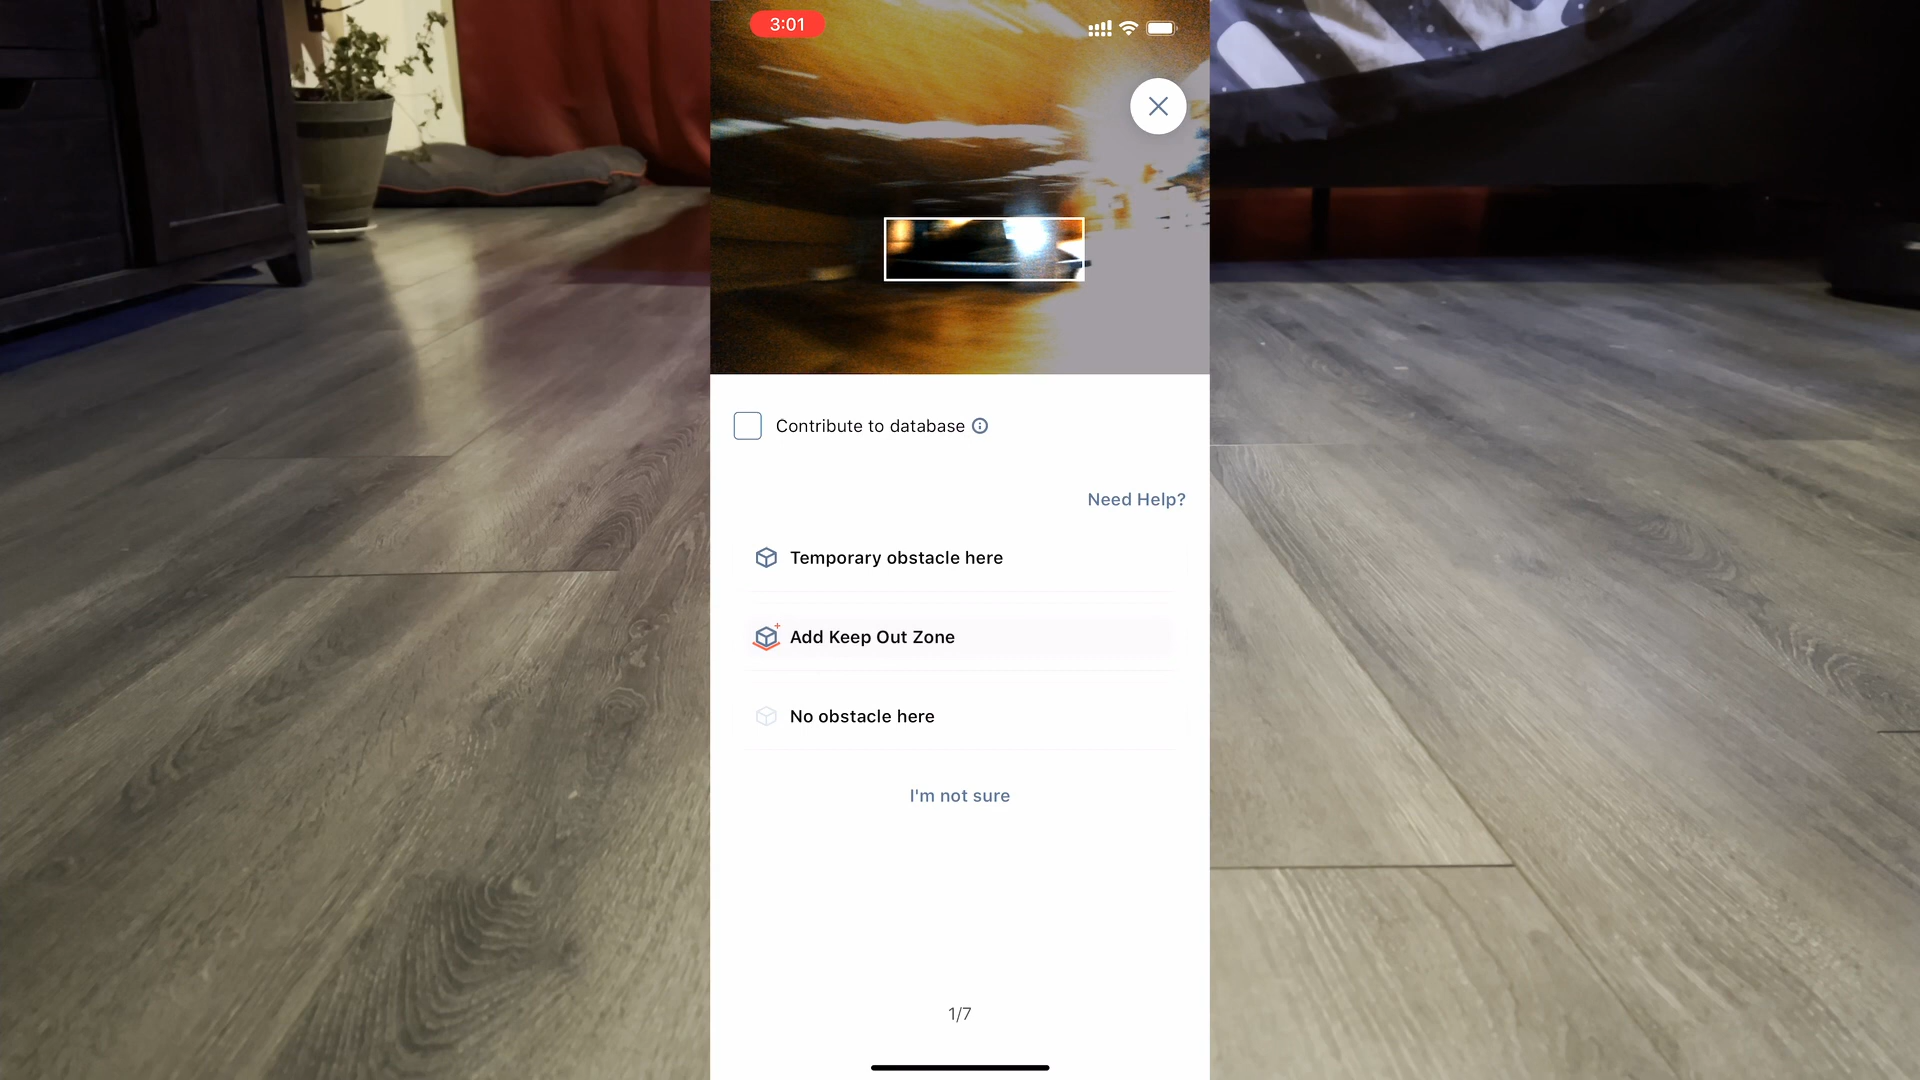 3:01
Contribute to database
Need Help?
Temporary obstacle here
Add Keep Out Zone
No obstacle here
I'm not sure
1/7